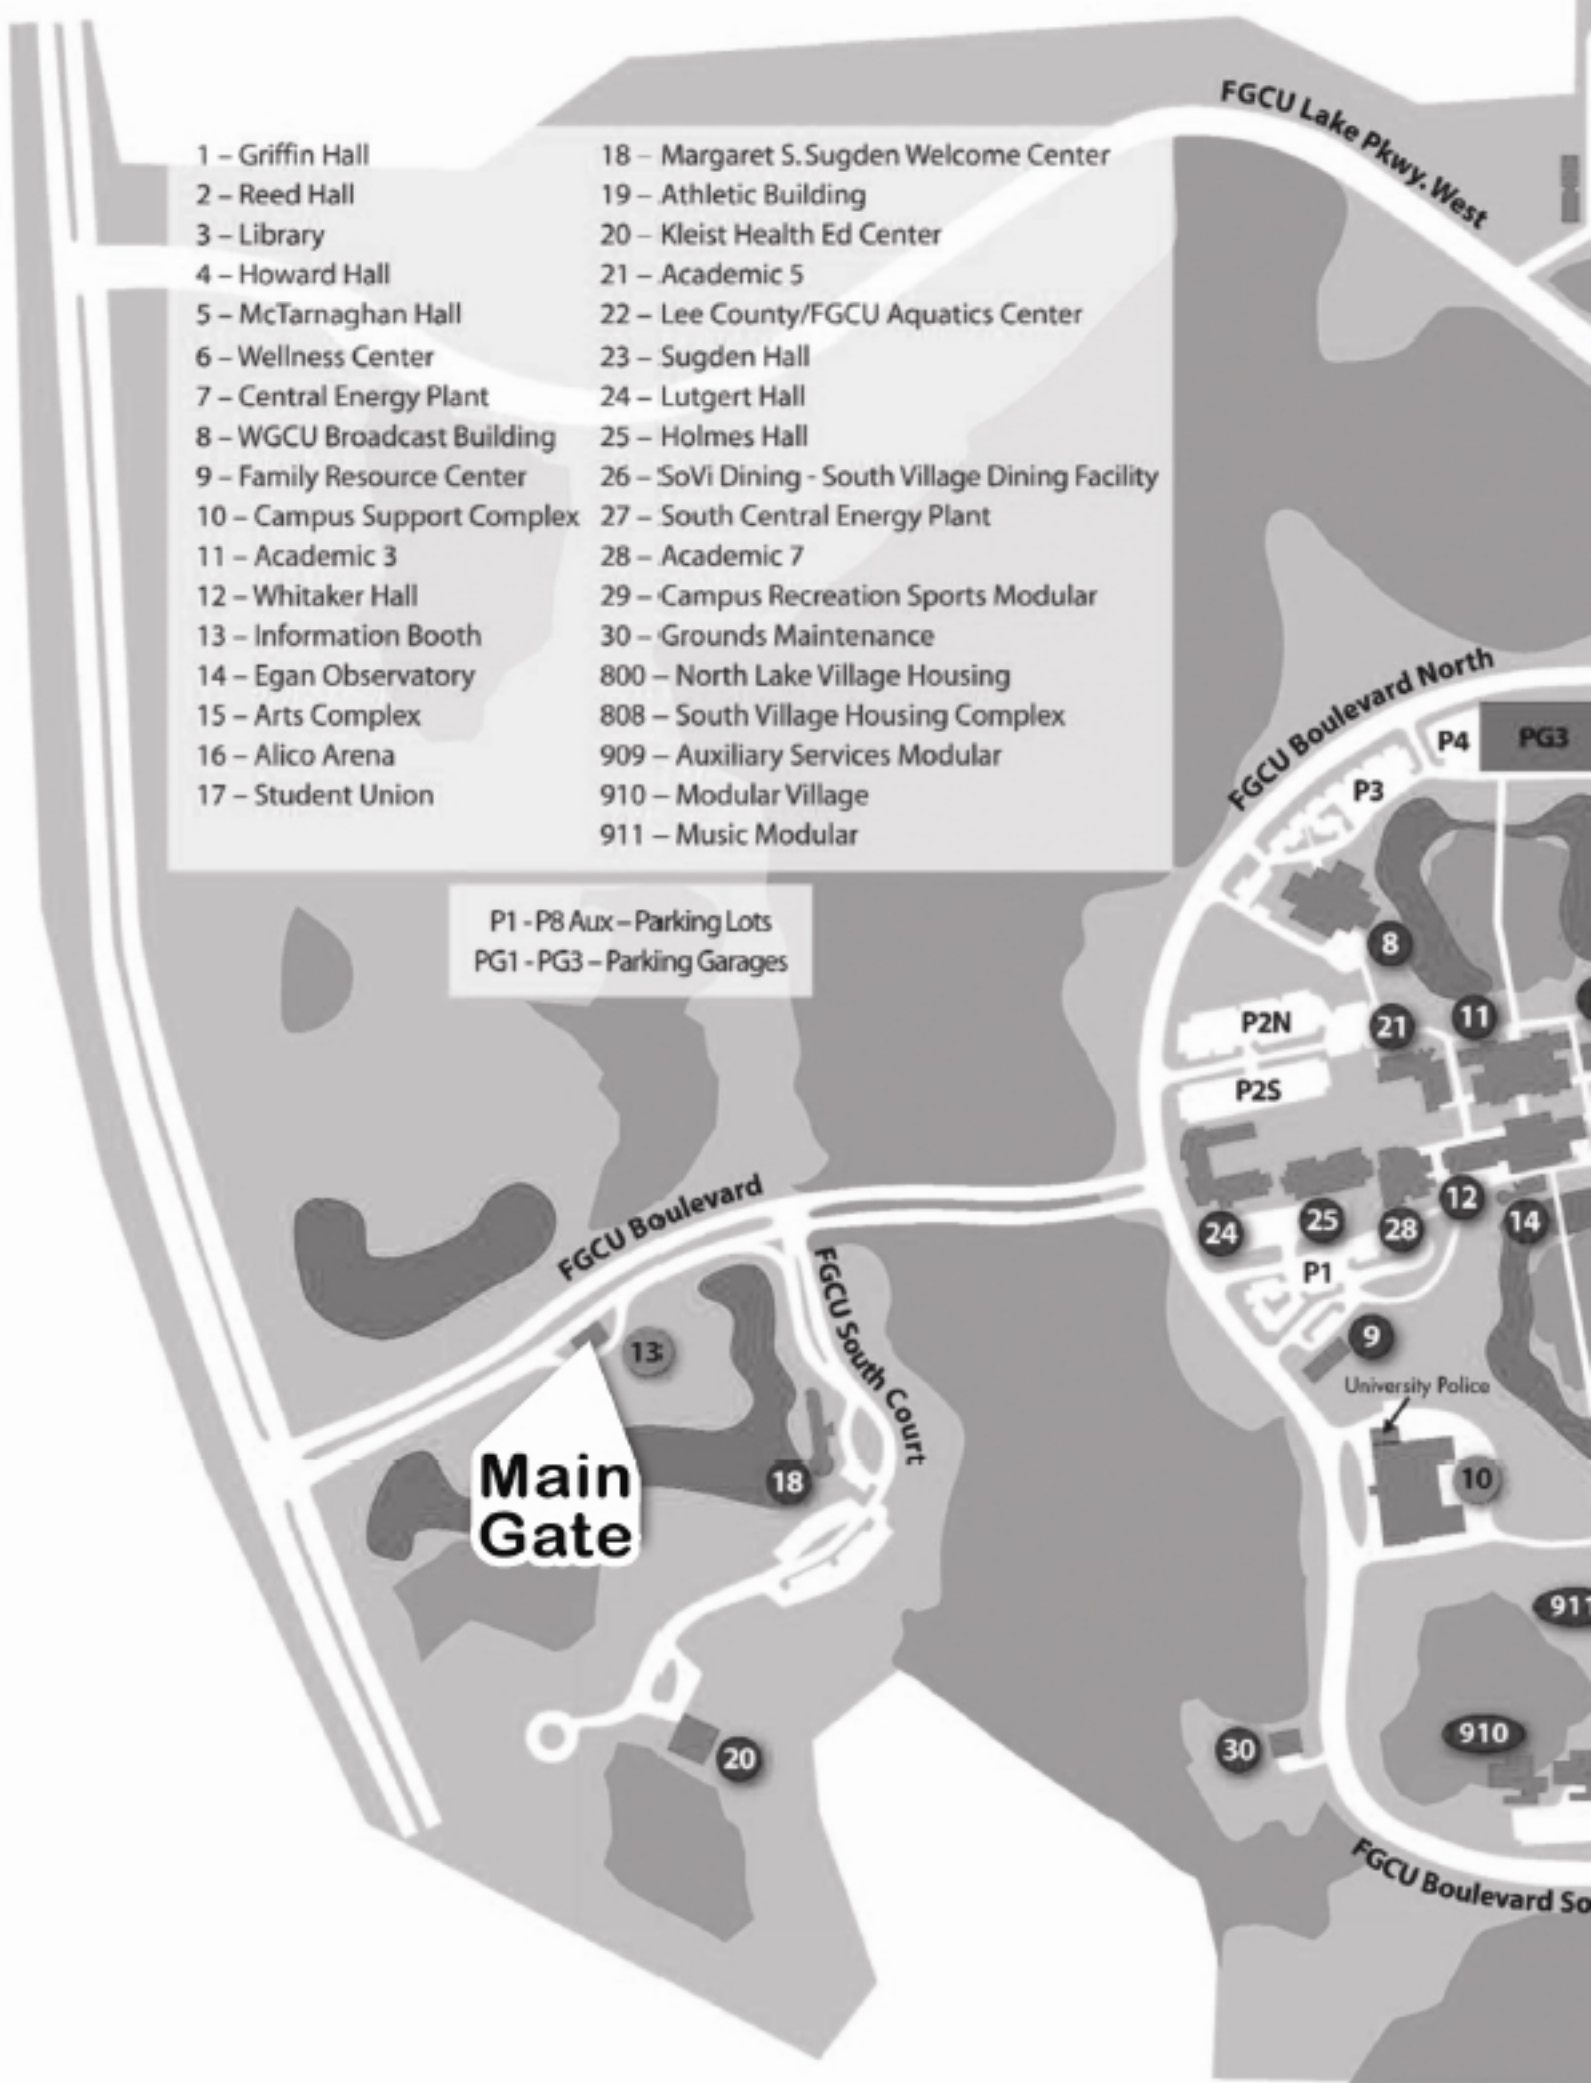 FGCU Lake Pkwy. West
1 – Griffin Hall
2 – Reed Hall
3 – Library
4 – Howard Hall
5 – McTarnaghan Hall
6 – Wellness Center
7 – Central Energy Plant
8 – WGCU Broadcast Building
9 – Family Resource Center
10 – Campus Support Complex
11 – Academic 3
12 – Whitaker Hall
13 – Information Booth
14 – Egan Observatory
15 – Arts Complex
16 – Alico Arena
17 – Student Union
18 – Margaret S. Sugden Welcome Center
19 – Athletic Building
20 – Kleist Health Ed Center
21 – Academic 5
22 – Lee County/FGCU Aquatics Center
23 – Sugden Hall
24 – Lutgert Hall
25 – Holmes Hall
26 – SoVi Dining - South Village Dining Facility
27 – South Central Energy Plant
28 – Academic 7
29 – Campus Recreation Sports Modular
30 – Grounds Maintenance
800 – North Lake Village Housing
808 – South Village Housing Complex
909 – Auxiliary Services Modular
910 – Modular Village
911 – Music Modular
P1 - P8 Aux – Parking Lots
PG1 - PG3 – Parking Garages
FGCU Boulevard North
P4
PG3
P3
8
P2N
21
11
P2S
12
24
25
28
14
P1
9
University Police
10
FGCU Boulevard
FGCU South Court
13
Main
Gate
18
20
911
30
910
FGCU Boulevard So